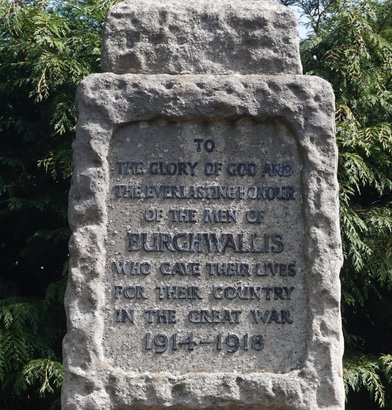 TO
THE GLORY OF GOD AND
THE EVERLASTING HONOUR
OF THE MEN OF
BURGHWALLIS
WHO GAVE THEIR LIVES
FOR THEIR COUNTRY
IN THE GREAT WAR
1914-1918